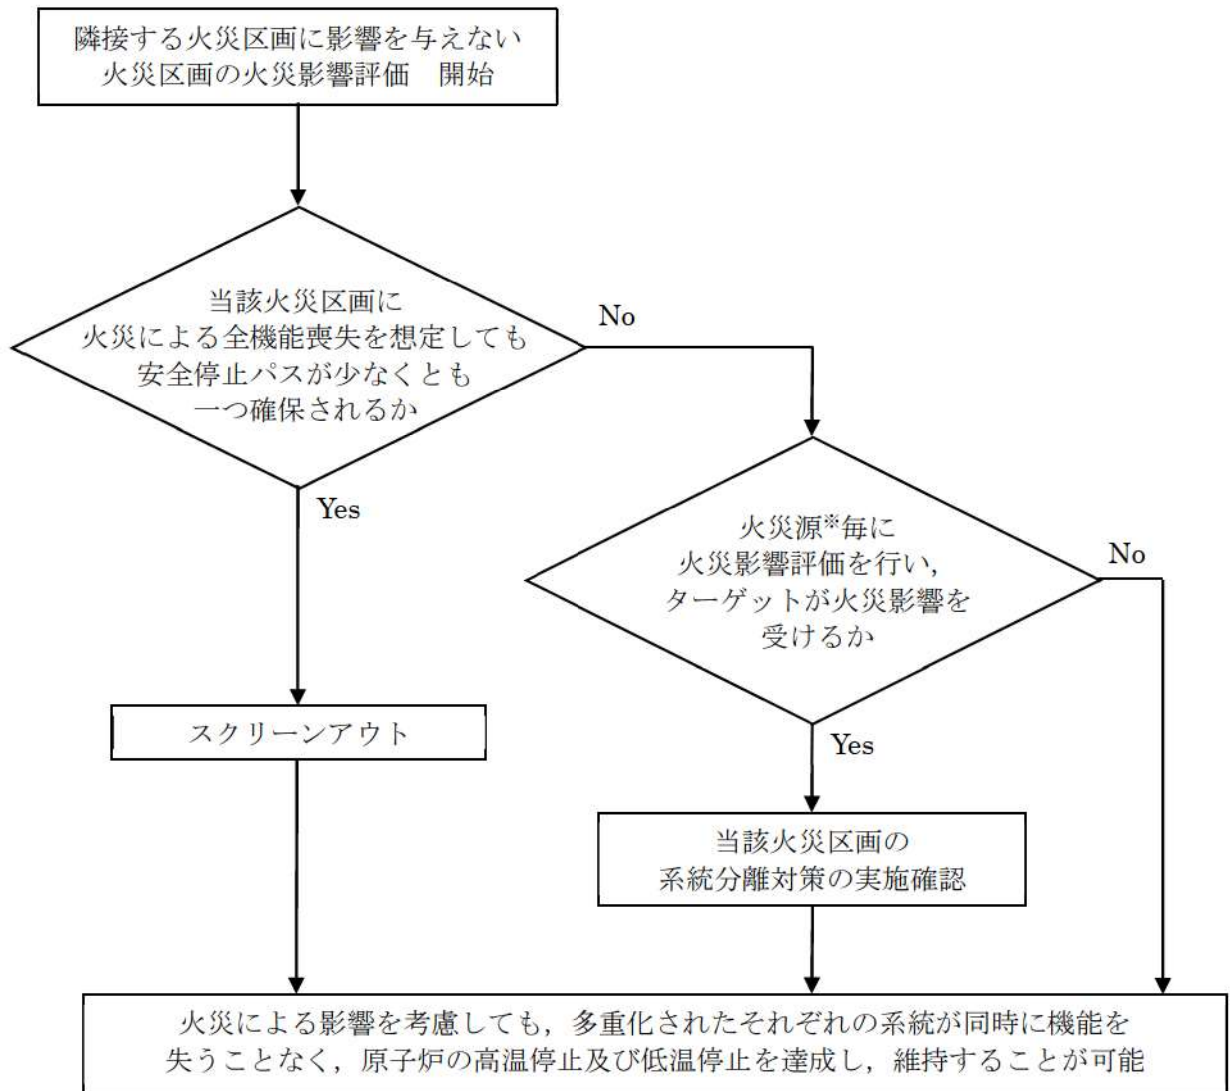 隣接する火災区画に影響を与えない
火災区画の火災影響評価　開始
当該火災区画に
火災による全機能喪失を想定しても
安全停止パスが少なくとも
一つ確保されるか
No
Yes
火災源※毎に
火災影響評価を行い，
ターゲットが火災影響を
受けるか
No
Yes
スクリーンアウト
当該火災区画の
系統分離対策の実施確認
火災による影響を考慮しても，多重化されたそれぞれの系統が同時に機能を
失うことなく，原子炉の高温停止及び低温停止を達成し，維持することが可能